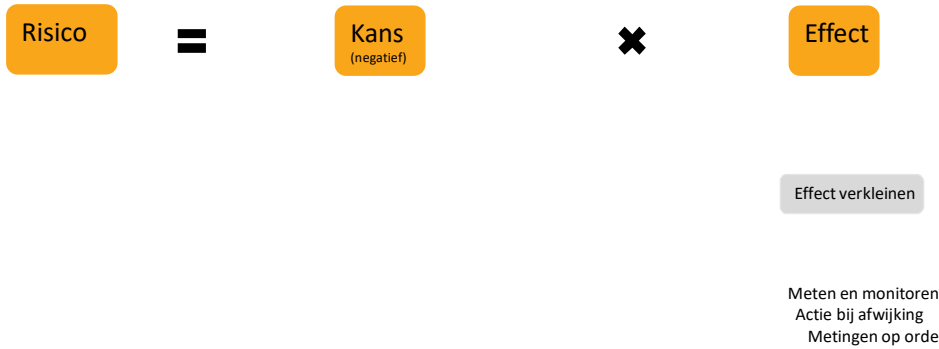 Risico = Kans ✖ Effect
(negatief)
Effect verkleinen
Meten en monitoren
Actie bij afwijking
Metingen op orde